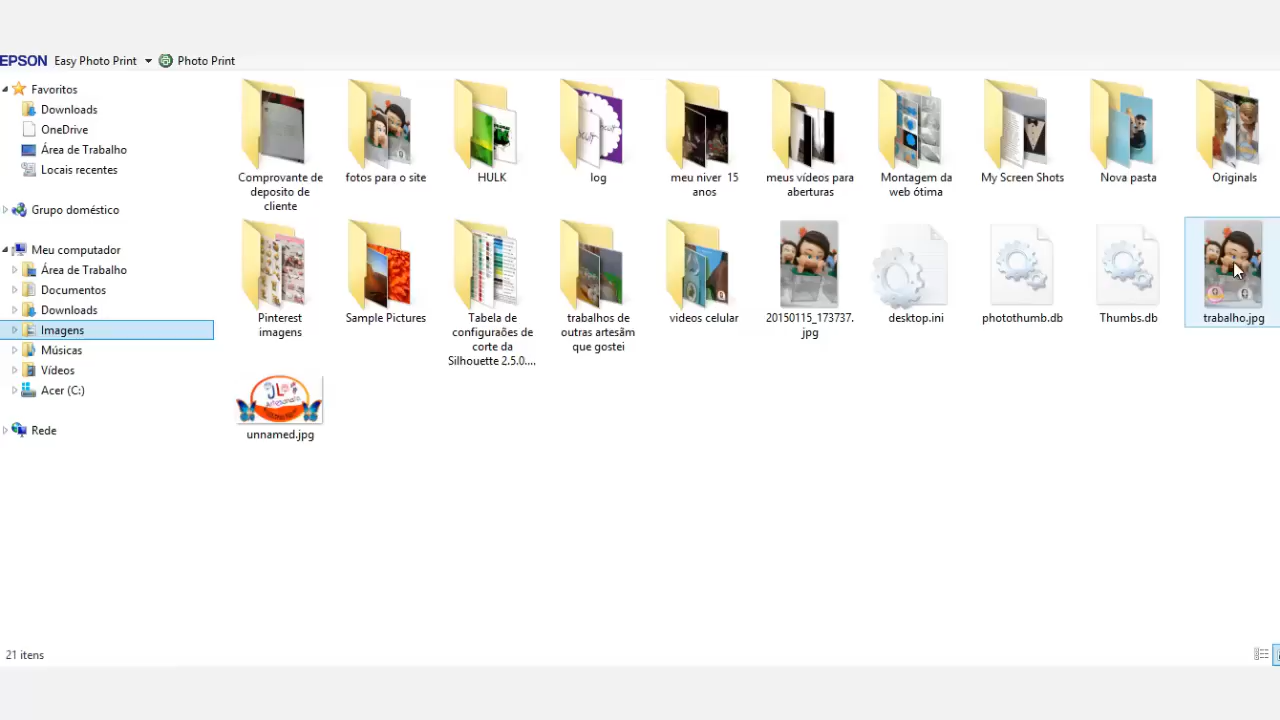 EPSON Easy Photo Print Photo Print
Favoritos
Downloads
OneDrive
Área de Trabalho
Locais recentes
Grupo doméstico
Meu computador
Área de Trabalho
Documentos
Downloads
Imagens
Músicas
Vídeos
Acer (C:)
Rede
Comprovante de
deposito de
cliente
fotos para o site
HULK
log
meu niver 15
anos
meus vídeos para
aberturas
Montagem da
web ótima
My Screen Shots
Nova pasta
Originals
Pinterest
imagens
Sample Pictures
Tabela de
configurações de
corte da
Silhouette 2.5.0....
trabalhos de
outras artesãm
que gostei
videos celular
20150115_173737.
jpg
desktop.ini
photothumb.db
Thumbs.db
trabalho.jpg
unnamed.jpg
21 itens